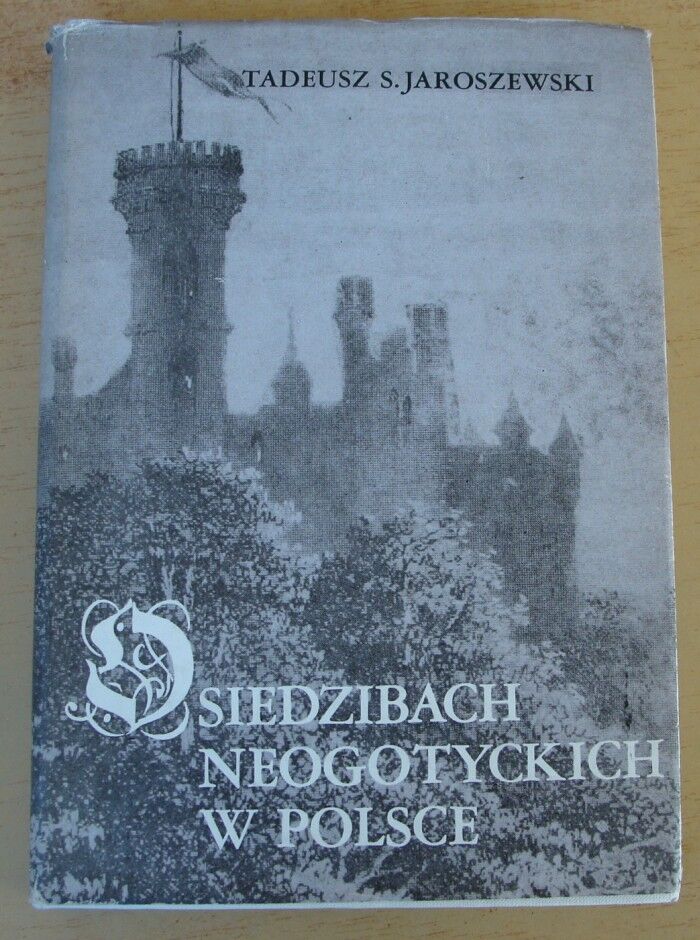 TADEUSZ S. JAROSZEWSKI
O SIEDZIBACH
NEOGOTYCKICH
W POLSCE